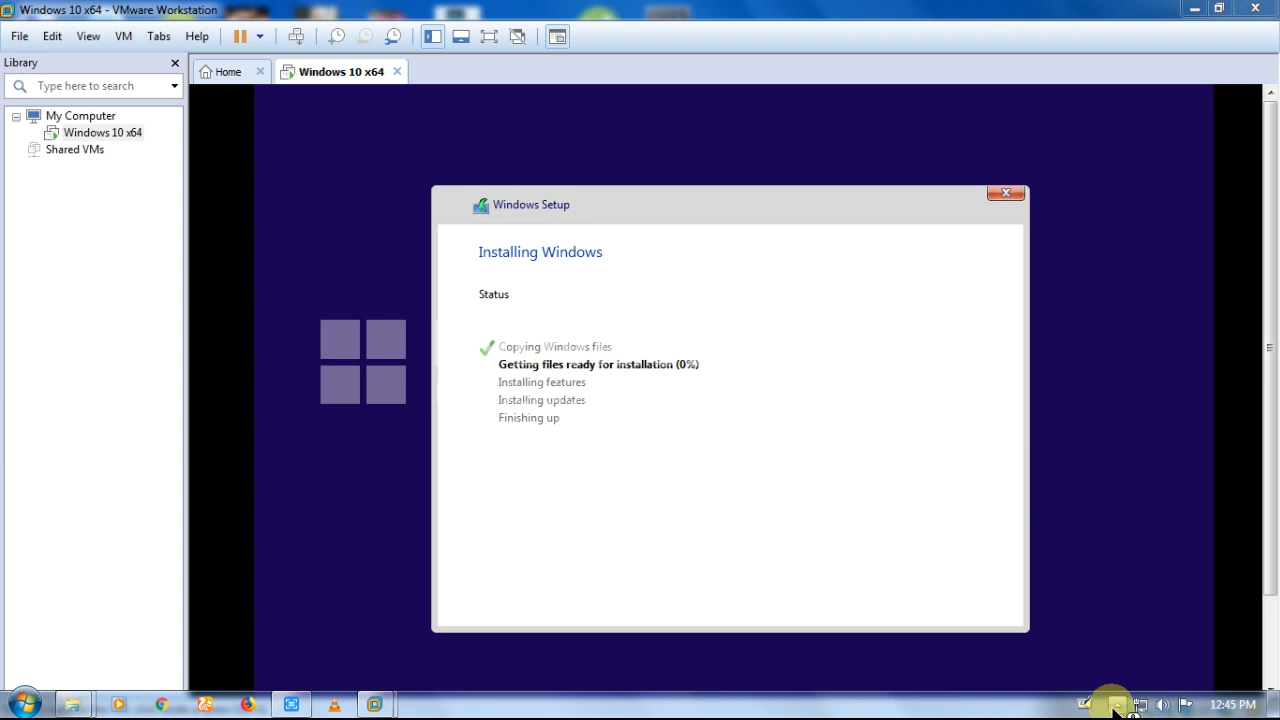 Windows 10 x64 - VMware Workstation
File Edit View VM Tabs Help
Library
Home
Windows 10 x64
Type here to search
My Computer
Windows 10 x64
Shared VMs
Windows Setup
Installing Windows
Status
Copying Windows files
Getting files ready for installation (0%)
Installing features
Installing updates
Finishing up
12:45 PM